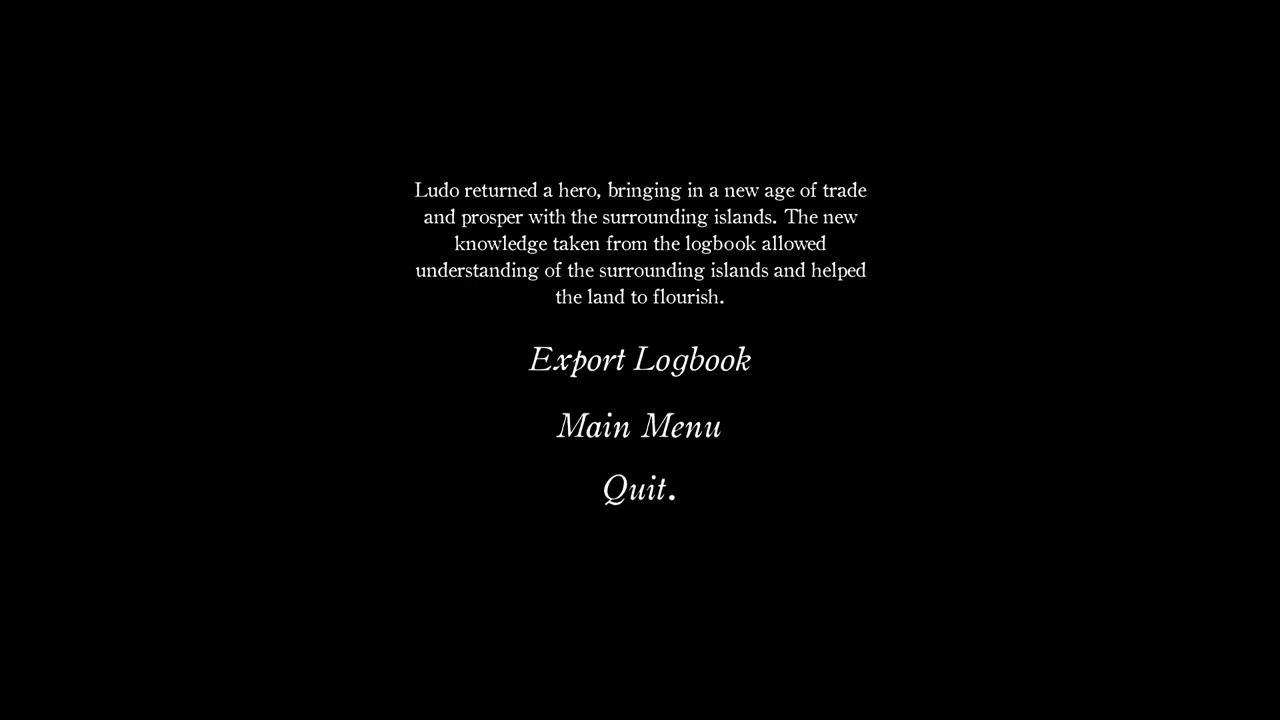 Ludo returned a hero, bringing in a new age of trade
and prosper with the surrounding islands. The new
knowledge taken from the logbook allowed
understanding of the surrounding islands and helped
the land to flourish.
Export Logbook
Main Menu
Quit.